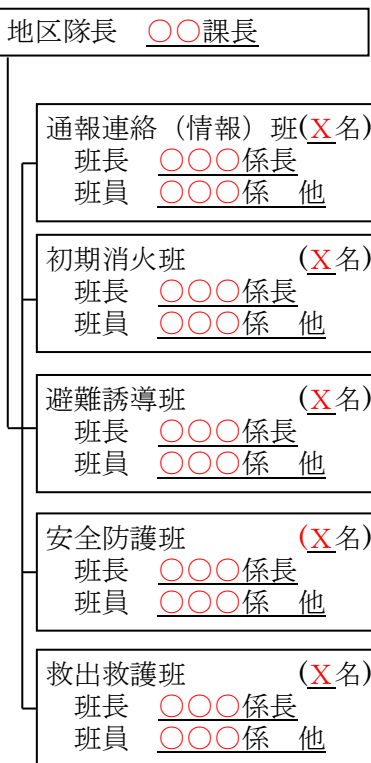 地区隊長　○○課長
通報連絡（情報）班(X名)
班長　○○○係長
班員　○○○係　他
初期消火班　(X名)
班長　○○○係長
班員　○○○係　他
避難誘導班　(X名)
班長　○○○係長
班員　○○○係　他
安全防護班　(X名)
班長　○○○係長
班員　○○○係　他
救出救護班　(X名)
班長　○○○係長
班員　○○○係　他